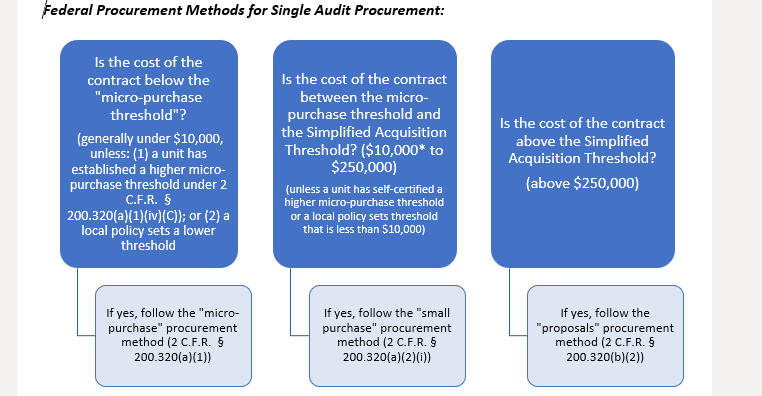 Federal Procurement Methods for Single Audit Procurement:
Is the cost of the
contract below the
"micro-purchase
threshold"?
(generally under $10,000,
unless: (1) a unit has
established a higher micro-
purchase threshold under 2
C.F.R. §
200.320(a)(1)(iv)(C)); or (2) a
local policy sets a lower
threshold
If yes, follow the "micro-
purchase" procurement
method (2 C.F.R. §
200.320(a)(1))
Is the cost of the contract
between the micro-
purchase threshold and
the Simplified Acquisition
Threshold? ($10,000* to
$250,000)
(unless a unit has self-certified a
higher micro-purchase threshold
or a local policy sets threshold
that is less than $10,000)
If yes, follow the "small
purchase" procurement
method (2 C.F.R. §
200.320(a)(2)(i))
Is the cost of the contract
above the Simplified
Acquisition Threshold?
(above $250,000)
If yes, follow the
"proposals" procurement
method (2 C.F.R. §
200.320(b)(2))